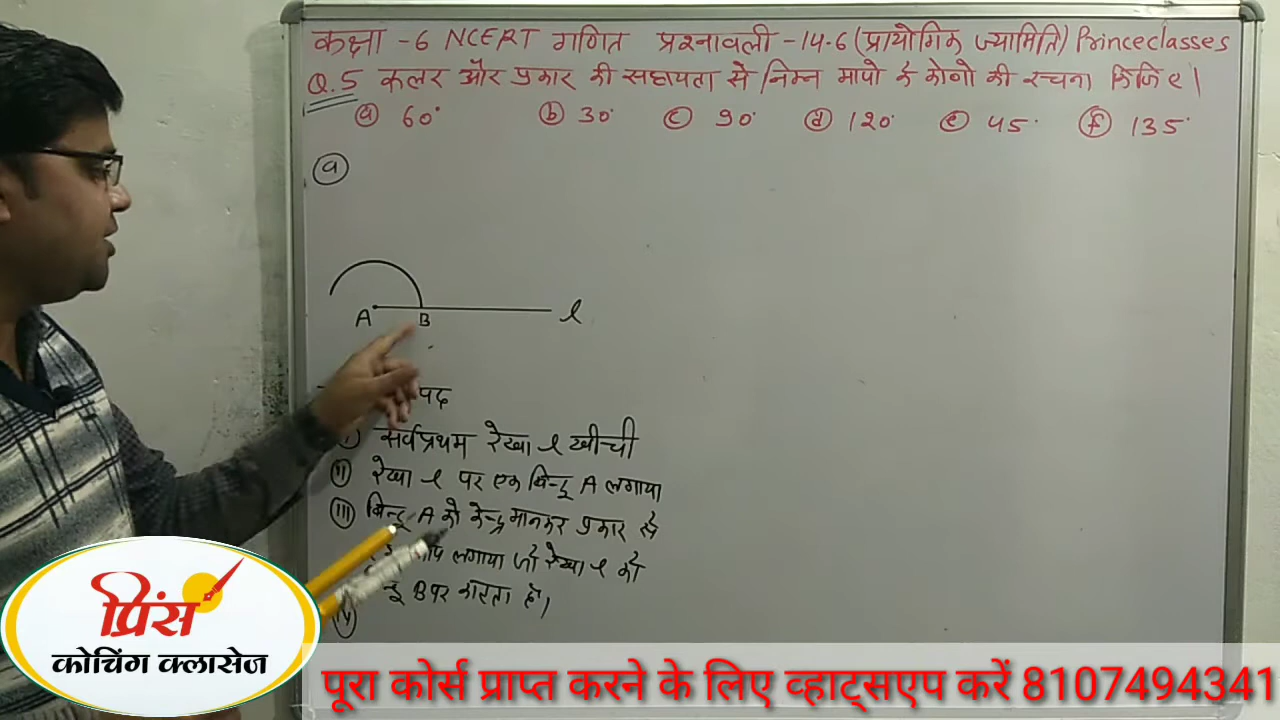 कक्षा -6 NCERT गणित प्रश्नावली -14.6 (प्रायोगिक ज्यामिति) Princeclasses
Q.5 रूलर और प्रकार की सहायता से निम्न मापो के कोणो की रचना किजिए।
ⓐ 60° ⓑ 30° ⓒ 90° ⓓ 120° ⓔ 45° ⓕ 135°
ⓐ
A B l
पद
सर्वप्रथम रेखा l खीची
(II) रेखा l पर एक बिन्दू A लगाया
(III) बिन्दू A को केन्द्र मानकर प्रकार से
लगाया जो रेखा l को
B पर काटता है।
(IV)
प्रिंस
कोचिंग क्लासेज
पूरा कोर्स प्राप्त करने के लिए व्हाट्सएप करें 8107494341